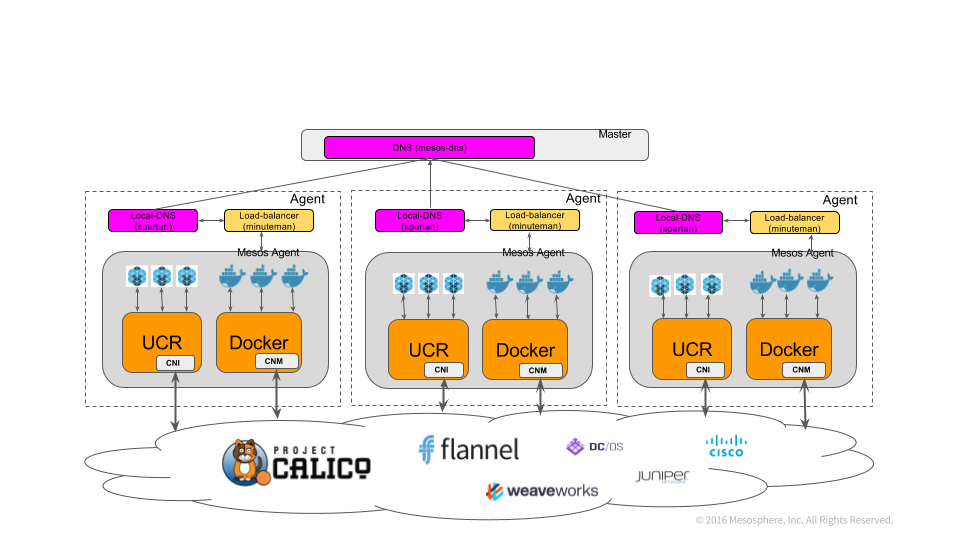 Master
DNS (mesos-dns)
Agent
Local-DNS
(spartan)
Load-balancer
(minuteman)
Mesos Agent
UCR
CNI
Docker
CNM
Agent
Local-DNS
(spartan)
Load-balancer
(minuteman)
Mesos Agent
UCR
CNI
Docker
CNM
Agent
Local-DNS
(spartan)
Load-balancer
(minuteman)
Mesos Agent
UCR
CNI
Docker
CNM
PROJECT
CALICO
flannel
DC/OS
CISCO
JUNIPER
NETWORKS
weaveworks
© 2016 Mesosphere, Inc. All Rights Reserved.